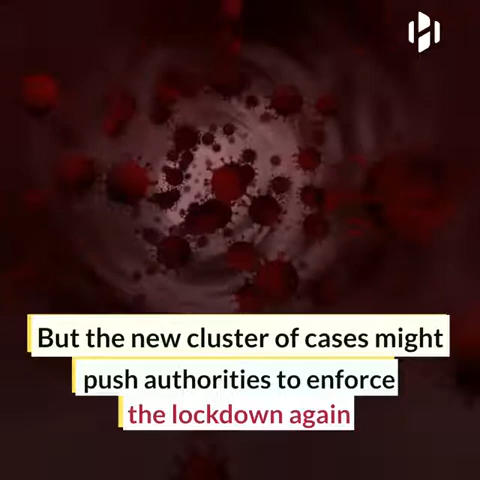 But the new cluster of cases might
push authorities to enforce
the lockdown again